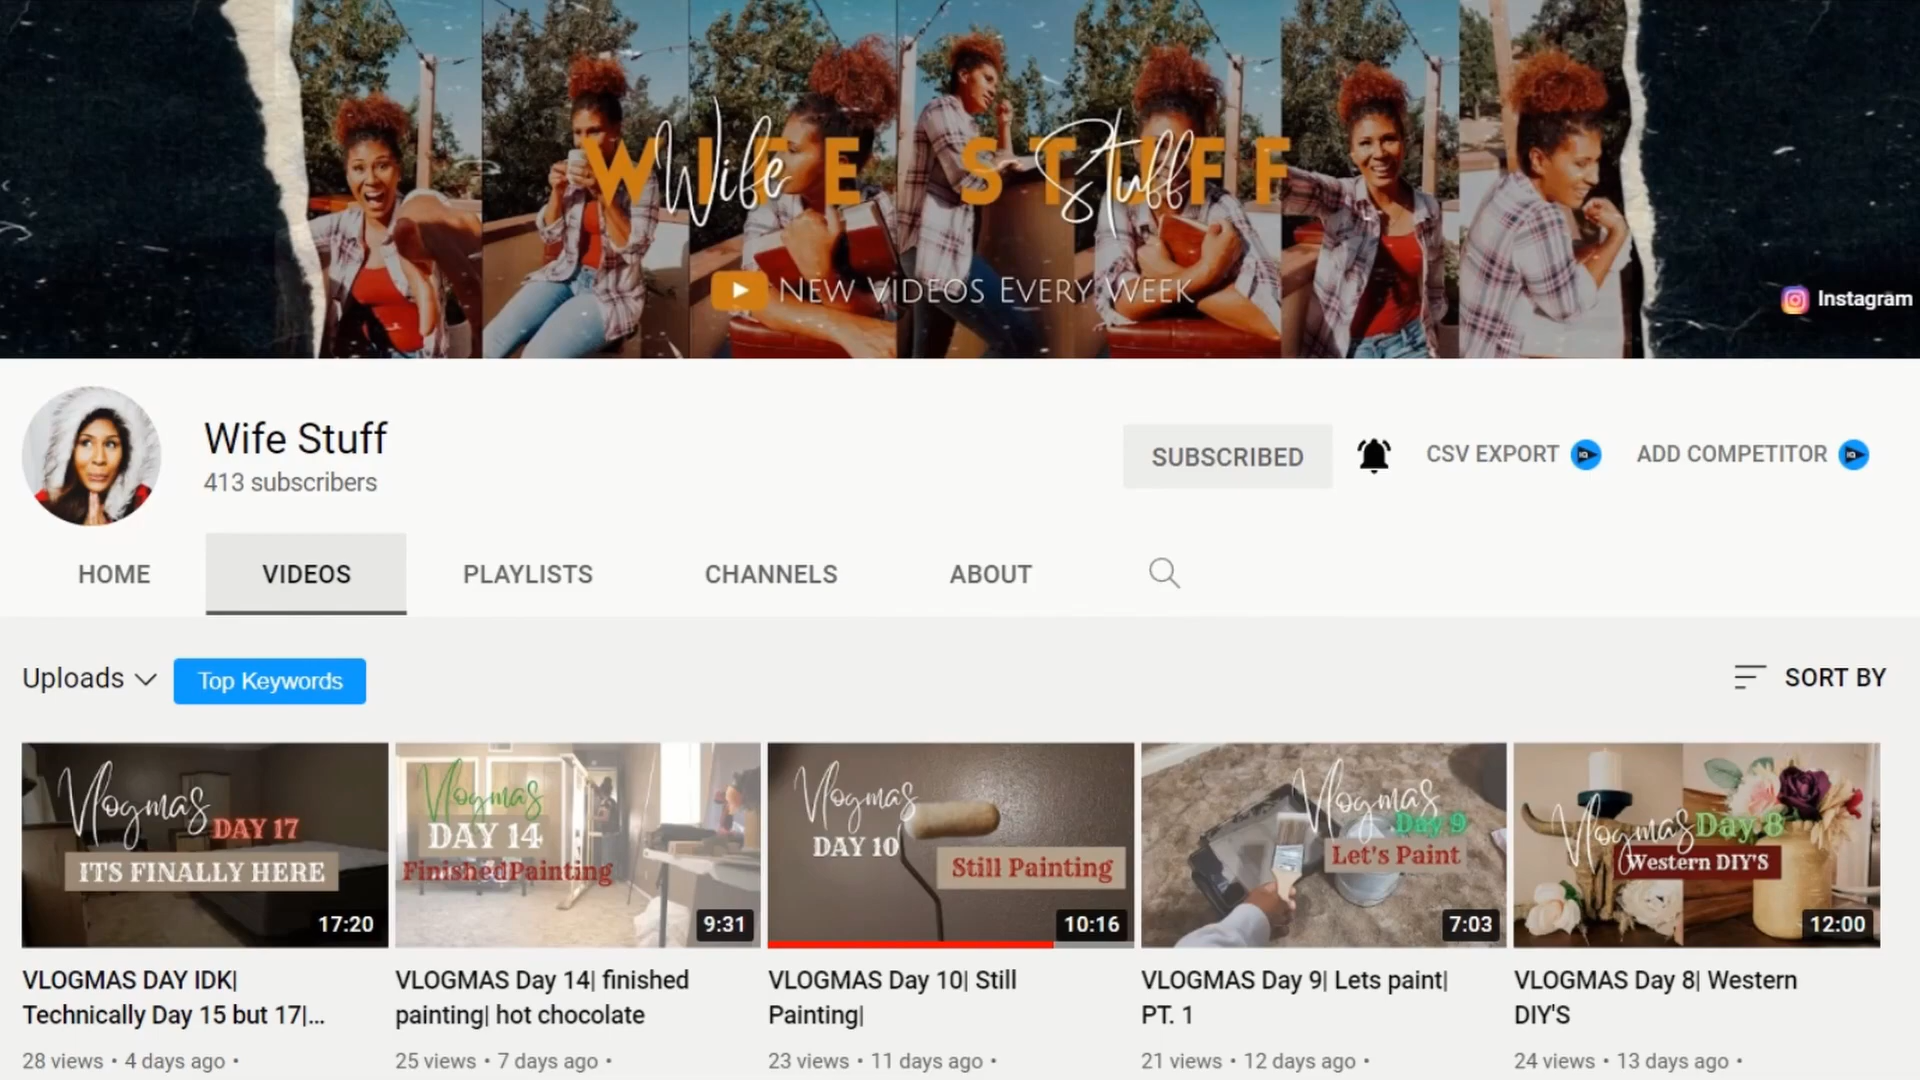 WIFE STUFF
Wife Stuff
NEW VIDEOS EVERY WEEK
Instagram
Wife Stuff
413 subscribers
SUBSCRIBED
CSV EXPORT
ADD COMPETITOR
HOME
VIDEOS
PLAYLISTS
CHANNELS
ABOUT
Uploads
Top Keywords
SORT BY
Vlogmas
DAY 17
ITS FINALLY HERE
17:20
Vlogmas
DAY 14
FinishedPainting
9:31
Vlogmas
DAY 10
Still Painting
10:16
Vlogmas
Day 9
Let's Paint
7:03
Vlogmas Day 8
Western DIY'S
12:00
VLOGMAS DAY IDK|
Technically Day 15 but 17|...
28 views • 4 days ago •
VLOGMAS Day 14| finished
painting| hot chocolate
25 views • 7 days ago •
VLOGMAS Day 10| Still
Painting|
23 views • 11 days ago •
VLOGMAS Day 9| Lets paint|
PT. 1
21 views • 12 days ago •
VLOGMAS Day 8| Western
DIY'S
24 views • 13 days ago •